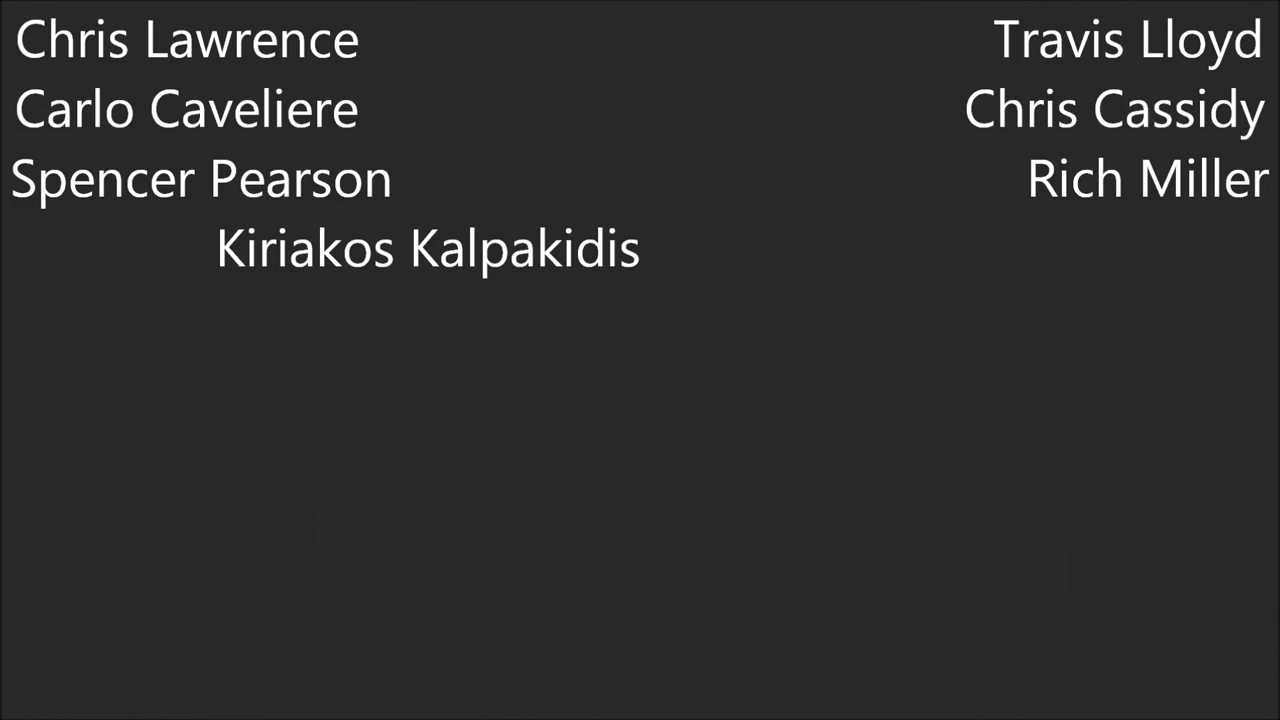 Chris Lawrence
Travis Lloyd
Carlo Caveliere
Chris Cassidy
Spencer Pearson
Rich Miller
Kiriakos Kalpakidis